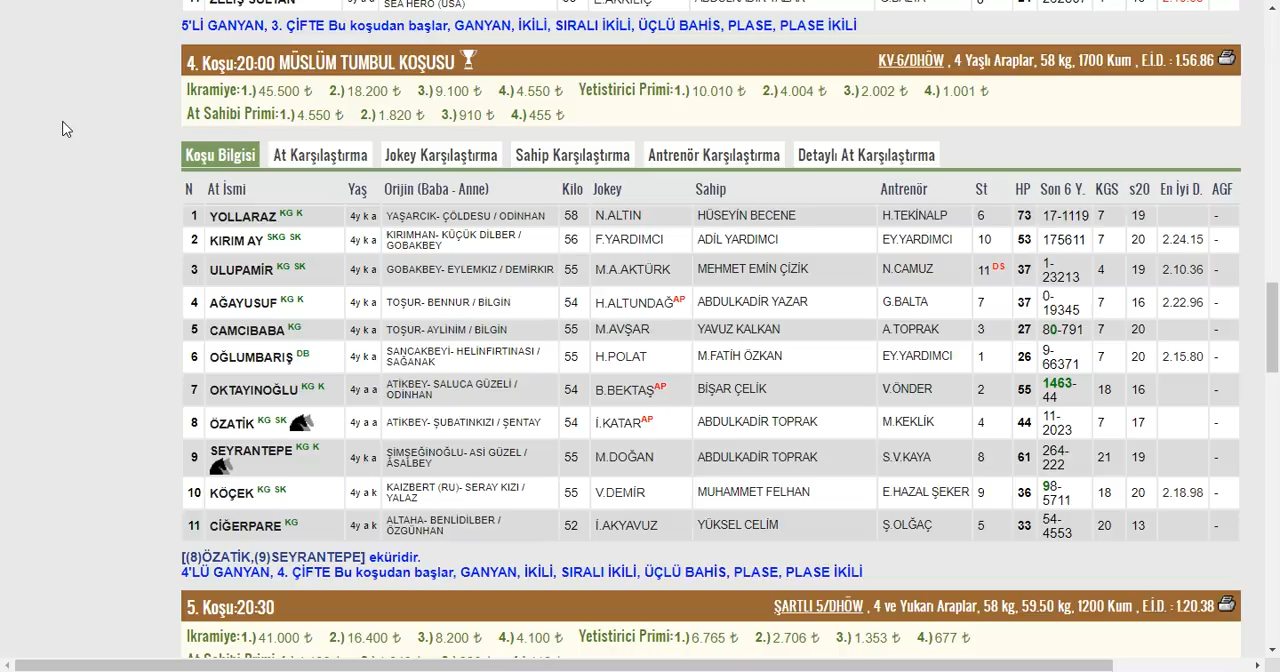 SEA HERO (USA)
5'Lİ GANYAN, 3. ÇİFTE Bu koşudan başlar, GANYAN, İKİLİ, SIRALI İKİLİ, ÜÇLÜ BAHİS, PLASE, PLASE İKİLİ
4. Koşu:20:00 MÜSLÜM TUMBUL KOŞUSU KV-6/DHÖW , 4 Yaşlı Araplar, 58 kg, 1700 Kum , E.İ.D. : 1.56.86
Ikramiye:1.) 45.500 ₺ 2.) 18.200 ₺ 3.) 9.100 ₺ 4.) 4.550 ₺ Yetistirici Primi:1.) 10.010 ₺ 2.) 4.004 ₺ 3.) 2.002 ₺ 4.) 1.001 ₺
At Sahibi Primi:1.) 4.550 ₺ 2.) 1.820 ₺ 3.) 910 ₺ 4.) 455 ₺
Koşu Bilgisi At Karşılaştırma Jokey Karşılaştırma Sahip Karşılaştırma Antrenör Karşılaştırma Detaylı At Karşılaştırma
N At İsmi Yaş Orijin (Baba - Anne) Kilo Jokey Sahip Antrenör St HP Son 6 Y. KGS s20 En İyi D. AGF
1 YOLLARAZ KG K 4y k a YAŞARCIK- ÇÖLDESU / ODİNHAN 58 N.ALTIN HÜSEYİN BECENE H.TEKİNALP 6 73 17-1119 7 19 -
2 KIRIM AY SKG SK 4y k a KIRIMHAN- KÜÇÜK DİLBER / GOBAKBEY 56 F.YARDIMCI ADİL YARDIMCI EY.YARDIMCI 10 53 175611 7 20 2.24.15 -
3 ULUPAMİR KG SK 4y k a GOBAKBEY- EYLEMKIZ / DEMİRKIR 55 M.A.AKTÜRK MEHMET EMİN ÇİZİK N.CAMUZ 11 DS 37 1-23213 4 19 2.10.36 -
4 AĞAYUSUF KG K 4y k a TOŞUR- BENNUR / BİLGİN 54 H.ALTUNDAĞ AP ABDULKADİR YAZAR G.BALTA 7 37 0-19345 7 16 2.22.96 -
5 CAMCIBABA KG 4y k a TOŞUR- AYLİNİM / BİLGİN 55 M.AVŞAR YAVUZ KALKAN A.TOPRAK 3 27 80-791 7 20 -
6 OĞLUMBARIŞ DB 4y k a SANCAKBEYİ- HELİNFIRTINASI / SAĞANAK 55 H.POLAT M.FATİH ÖZKAN EY.YARDIMCI 1 26 9-66371 7 20 2.15.80 -
7 OKTAYINOĞLU KG K 4y a a ATİKBEY- SALUCA GÜZELİ / ODİNHAN 54 B.BEKTAŞ AP BİŞAR ÇELİK V.ÖNDER 2 55 1463-44 18 16 -
8 ÖZATİK KG SK 4y a a ATİKBEY- ŞUBATINKIZI / ŞENTAY 54 İ.KATAR AP ABDULKADİR TOPRAK M.KEKLİK 4 44 11-2023 7 17 -
9 SEYRANTEPE KG K 4y k a ŞİMŞEĞİNOĞLU- ASİ GÜZEL / ASALBEY 55 M.DOĞAN ABDULKADİR TOPRAK S.V.KAYA 8 61 264-222 21 19 -
10 KÖÇEK KG SK 4y a k KAIZBERT (RU)- SERAY KIZI / YALAZ 55 V.DEMİR MUHAMMET FELHAN E.HAZAL ŞEKER 9 36 98-5711 18 20 2.18.98 -
11 CİĞERPARE KG 4y a k ALTAHA- BENLİDİLBER / ÖZGÜNHAN 52 İ.AKYAVUZ YÜKSEL CELİM Ş.OLĞAÇ 5 33 54-4553 20 13 -
[(8)ÖZATİK,(9)SEYRANTEPE] eküridir.
4'LÜ GANYAN, 4. ÇİFTE Bu koşudan başlar, GANYAN, İKİLİ, SIRALI İKİLİ, ÜÇLÜ BAHİS, PLASE, PLASE İKİLİ
5. Koşu:20:30 ŞARTLI 5/DHÖW , 4 ve Yukarı Araplar, 58 kg, 59.50 kg, 1200 Kum , E.İ.D. : 1.20.38
Ikramiye:1.) 41.000 ₺ 2.) 16.400 ₺ 3.) 8.200 ₺ 4.) 4.100 ₺ Yetistirici Primi:1.) 6.765 ₺ 2.) 2.706 ₺ 3.) 1.353 ₺ 4.) 677 ₺